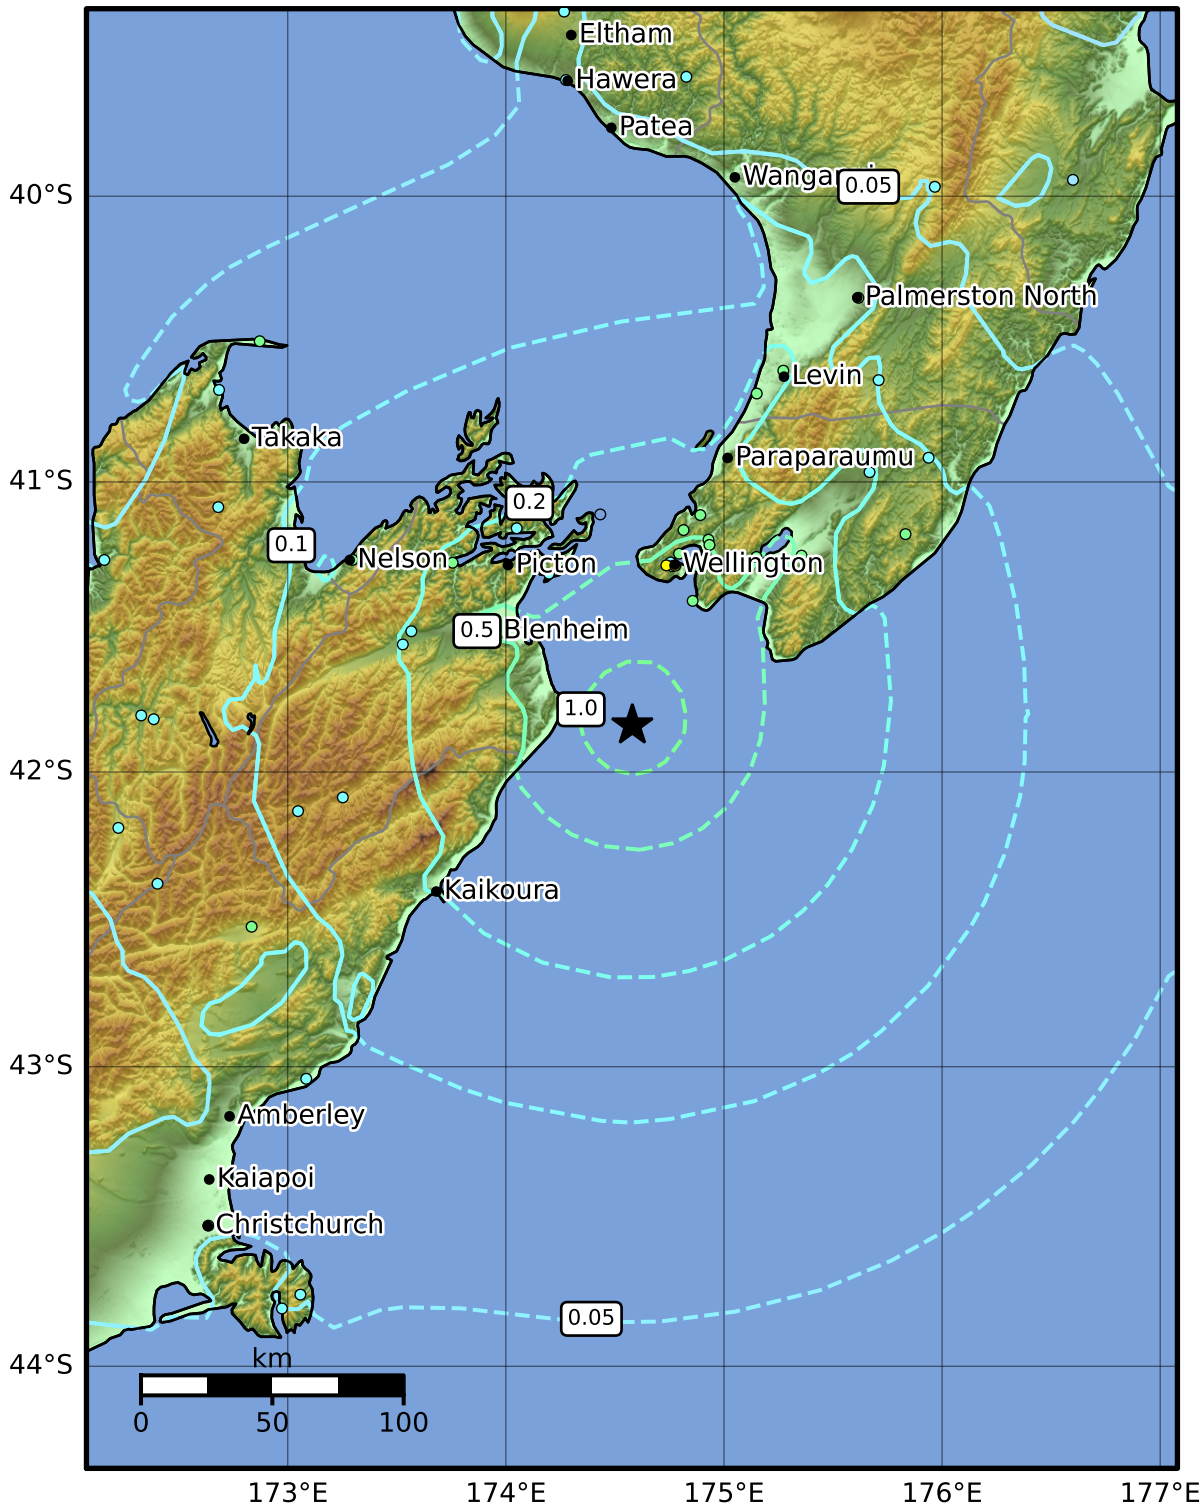 Eltham
Hawera
Patea
0.05
40°S
Palmerston North
Levin
Takaka
Paraparaumu
41°S
0.2
0.1
Nelson
Picton
Wellington
0.5
Blenheim
1.0
42°S
Kaikoura
43°S
Amberley
Kaiapoi
Christchurch
0.05
km
44°S
0 50 100
173°E 174°E 175°E 176°E 177°E